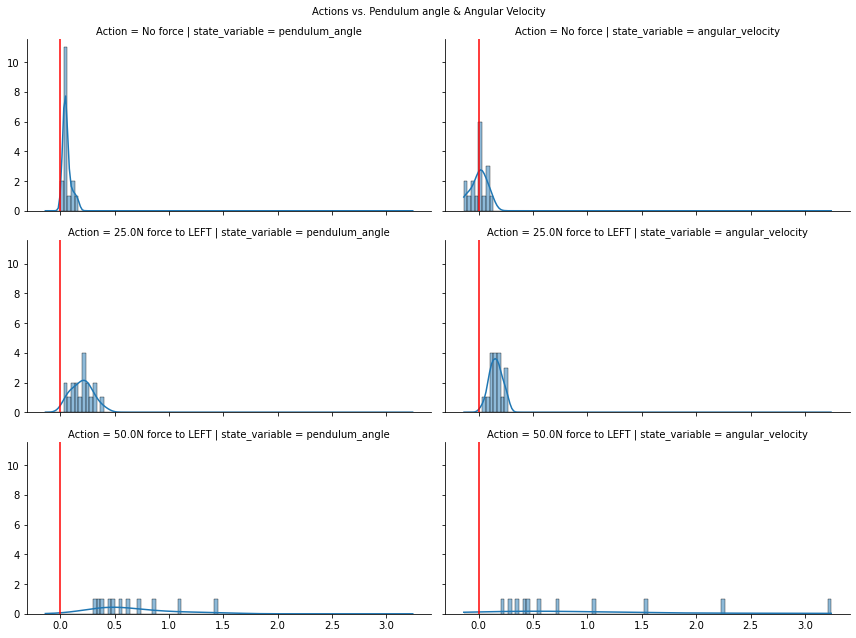 Actions vs. Pendulum angle & Angular Velocity
Action = No force | state_variable = pendulum_angle
Action = No force | state_variable = angular_velocity
10
8
6
4
2
0
Action = 25.0N force to LEFT | state_variable = pendulum_angle
Action = 25.0N force to LEFT | state_variable = angular_velocity
10
8
6
4
2
0
Action = 50.0N force to LEFT | state_variable = pendulum_angle
Action = 50.0N force to LEFT | state_variable = angular_velocity
10
8
6
4
2
0
0.0 0.5 1.0 1.5 2.0 2.5 3.0
0.0 0.5 1.0 1.5 2.0 2.5 3.0